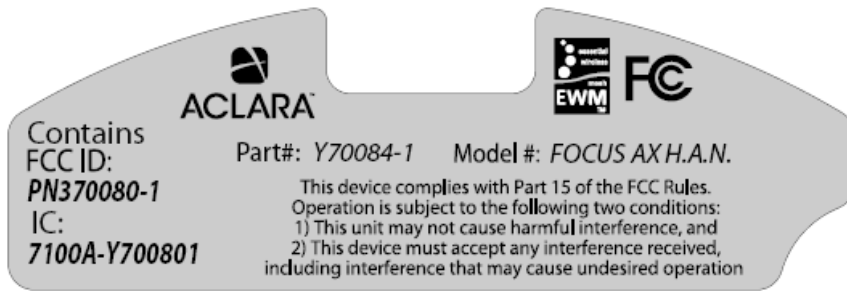 ACLARA™
essential
wireless
mesh
EWM™
FC
Contains
FCC ID:
PN370080-1
IC:
7100A-Y700801
Part#: Y70084-1 Model #: FOCUS AX H.A.N.
This device complies with Part 15 of the FCC Rules.
Operation is subject to the following two conditions:
1) This unit may not cause harmful interference, and
2) This device must accept any interference received,
including interference that may cause undesired operation